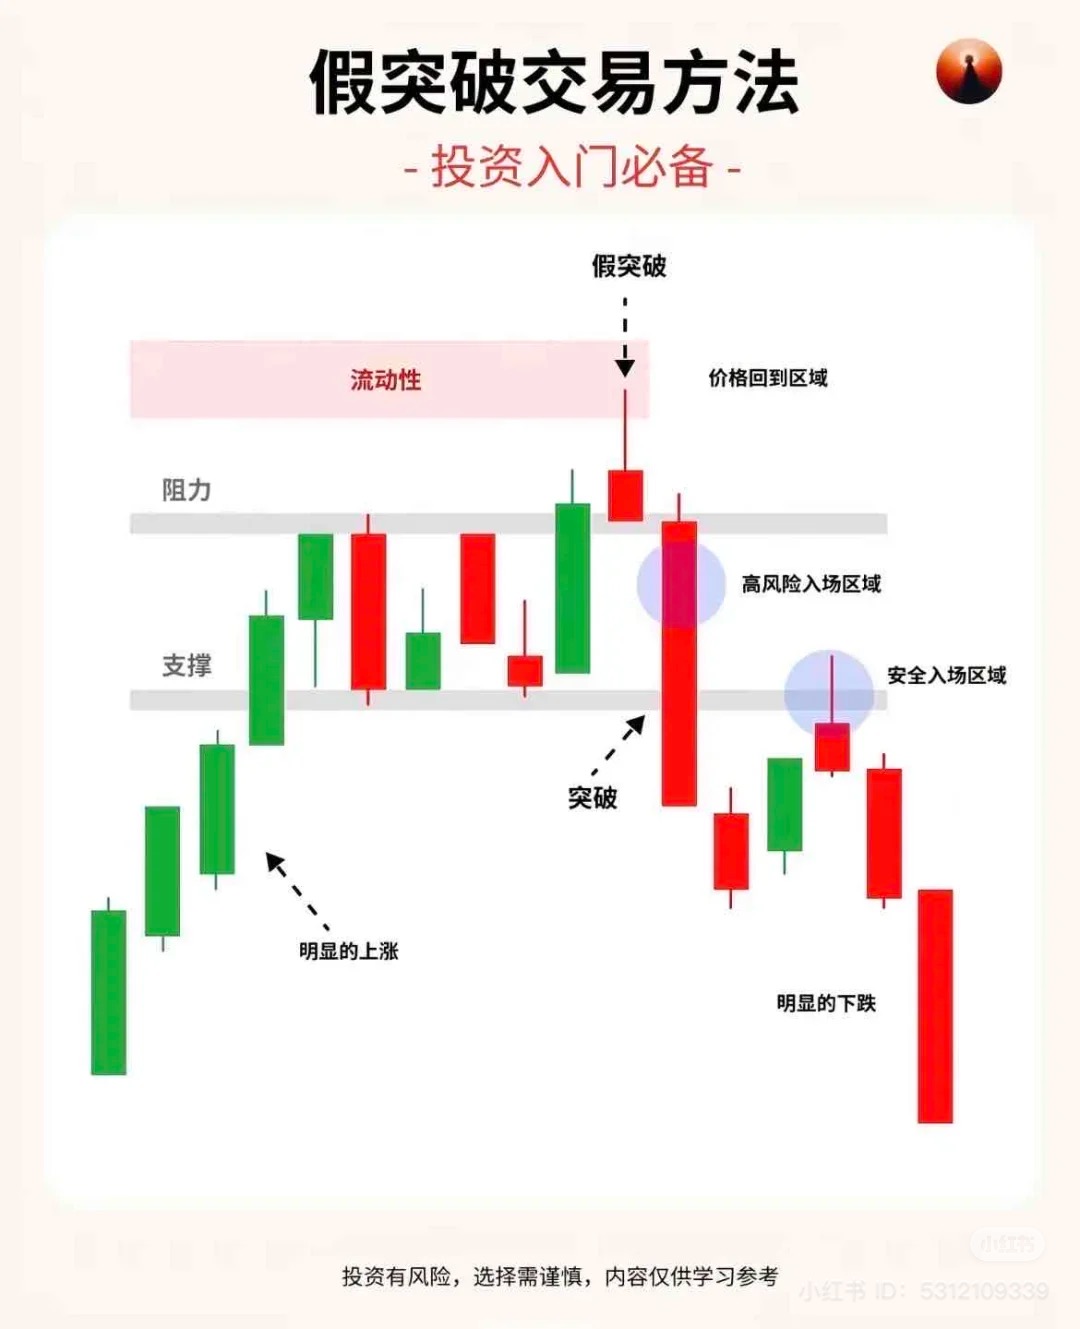 假突破交易方法
- 投资入门必备 -
假突破
流动性
价格回到区域
阻力
高风险入场区域
支撑
安全入场区域
突破
明显的上涨
明显的下跌
小红书
投资有风险，选择需谨慎，内容仅供学习参考
小红书 ID: 5312109339